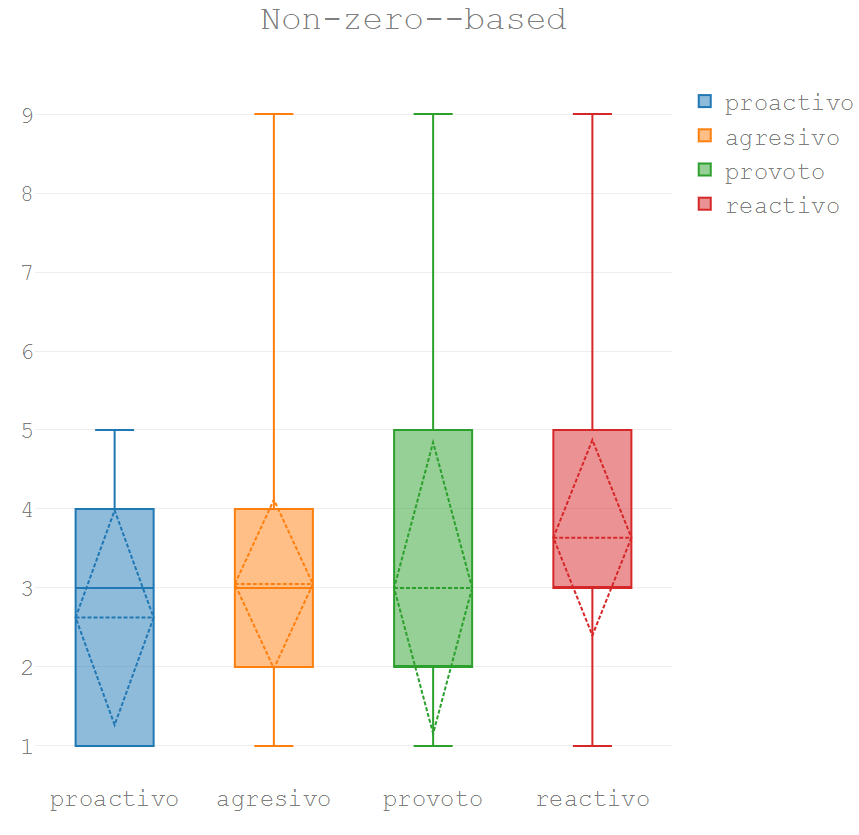 Non-zero--based
proactivo
agresivo
provoto
reactivo
9
8
7
6
5
4
3
2
1
proactivo agresivo provoto reactivo